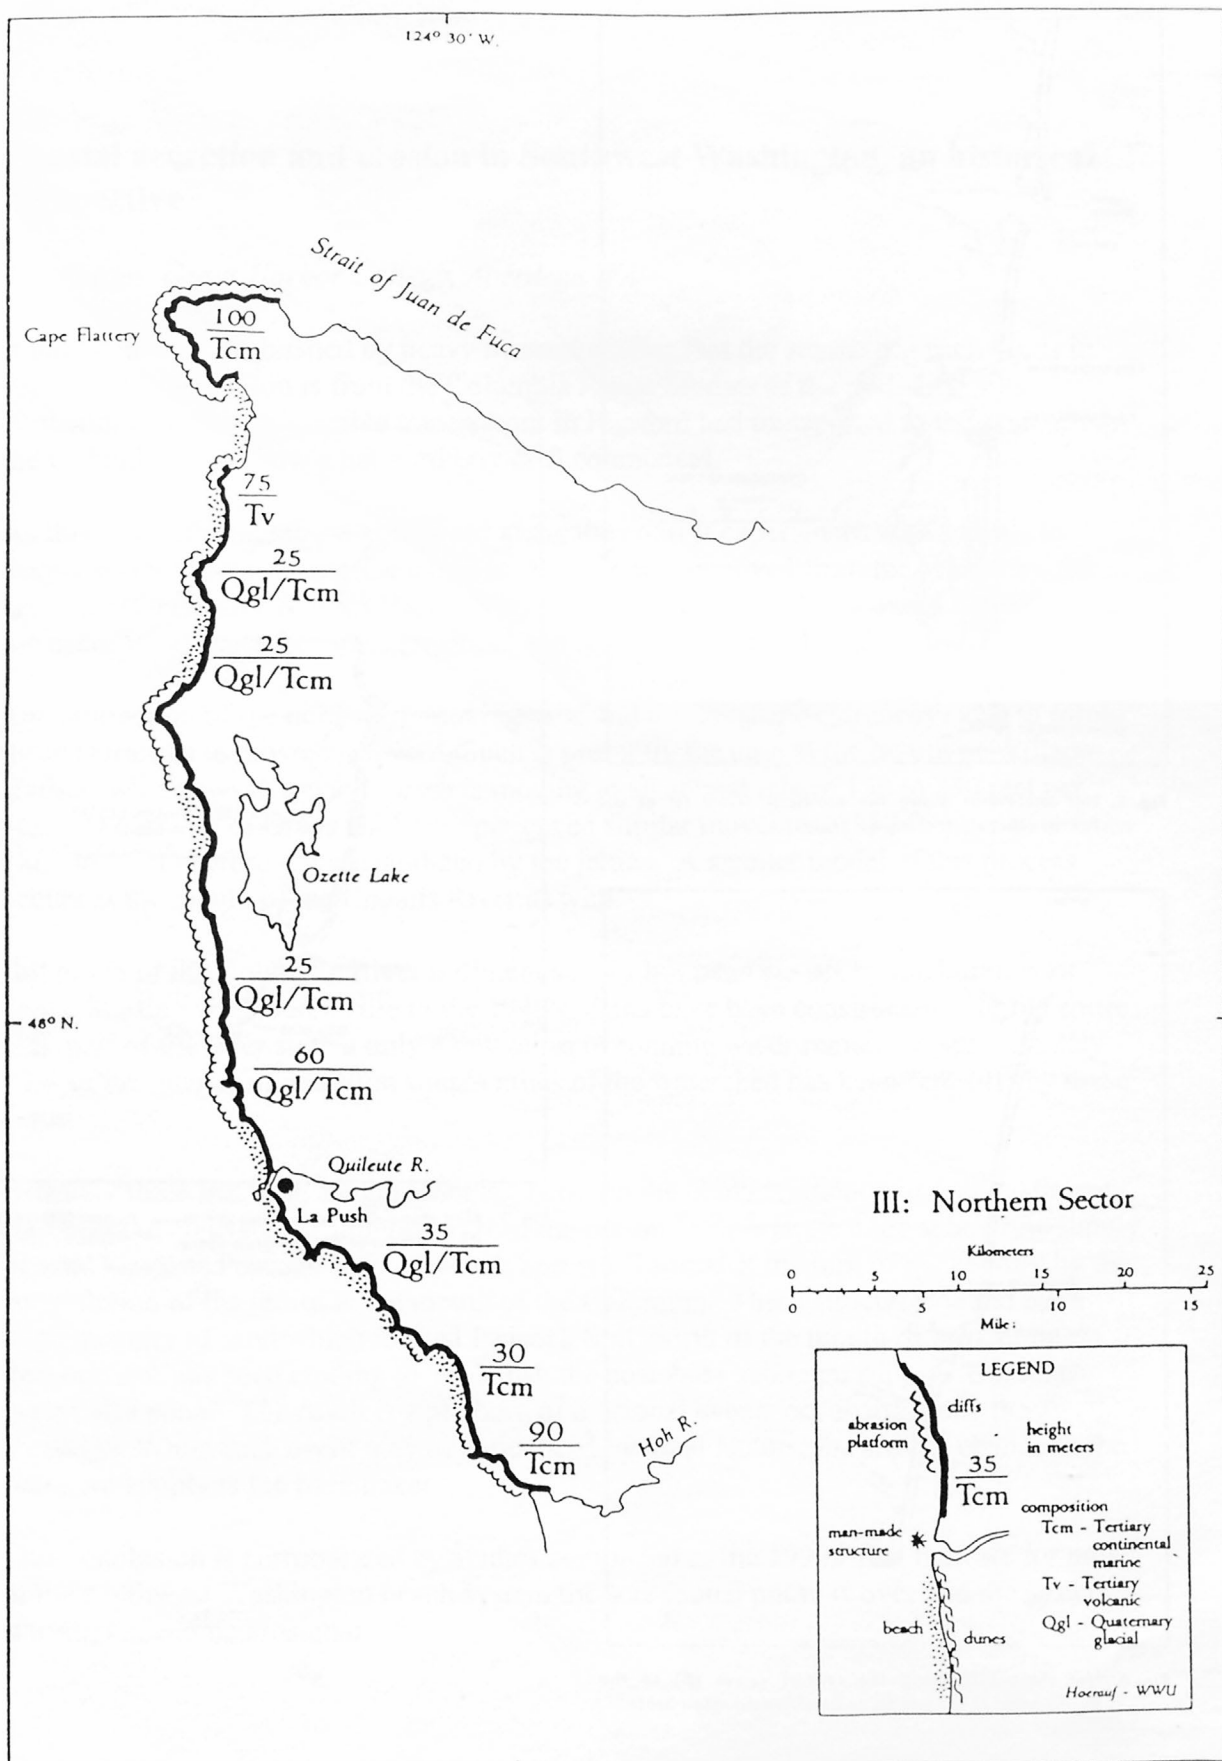 124° 30' W.
Strait of Juan de Fuca
Cape Flattery
100
Tcm
75
Tv
25
Qgl/Tcm
25
Qgl/Tcm
Ozette Lake
25
Qgl/Tcm
48° N.
60
Qgl/Tcm
Quileute R.
La Push
35
Qgl/Tcm
30
Tcm
90
Tcm
Hoh R.
III: Northern Sector
Kilometers
0 5 10 15 20 25
0 5 10 15
LEGEND
cliffs
abrasion
platform
height
in meters
35
Tcm
composition
Tcm - Tertiary
continental
marine
man-made
structure
Tv - Tertiary
volcanic
Qgl - Quaternary
glacial
beach
dunes
Hoerauf - WWU